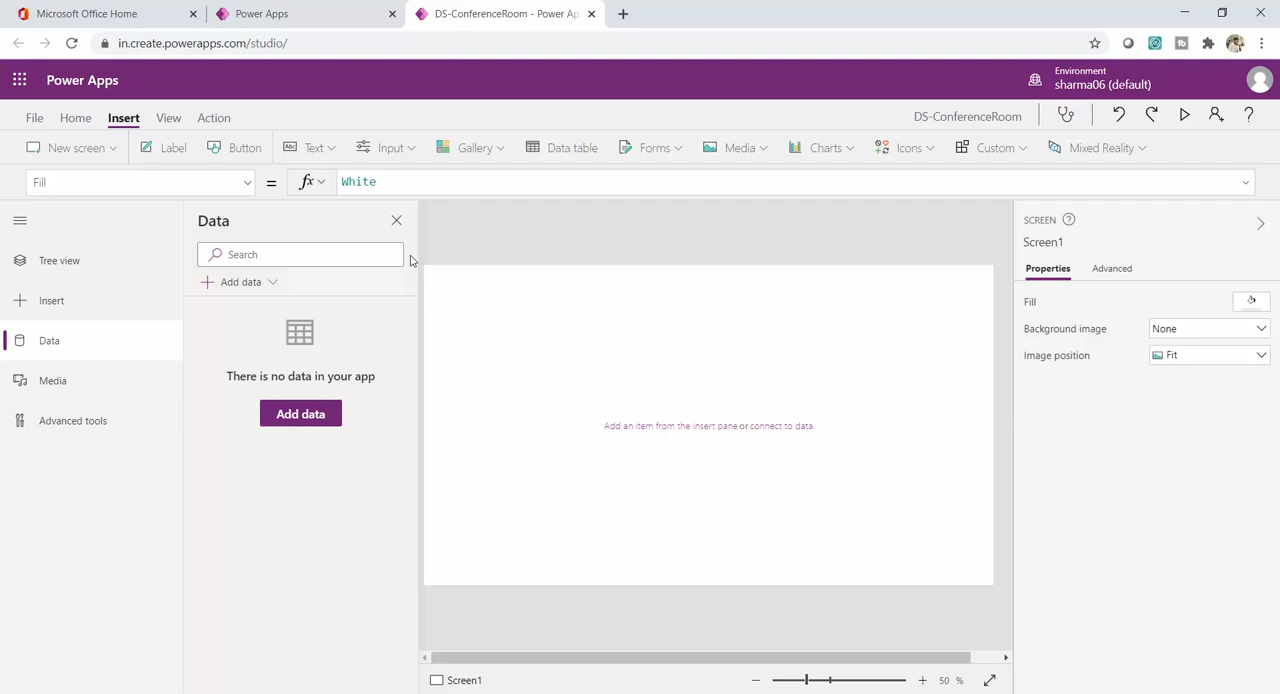 Microsoft Office Home
Power Apps
DS-ConferenceRoom - Power Ap
in.create.powerapps.com/studio/
Power Apps
Environment
sharma06 (default)
File Home Insert View Action
DS-ConferenceRoom
New screen Label Button Text Input Gallery Data table Forms Media Charts Icons Custom Mixed Reality
Fill = fx White
Data
Search
Add data
There is no data in your app
Add data
Tree view
Insert
Data
Media
Advanced tools
Add an item from the insert pane or connect to data
SCREEN
Screen1
Properties Advanced
Fill
Background image None
Image position Fit
Screen1
50 %